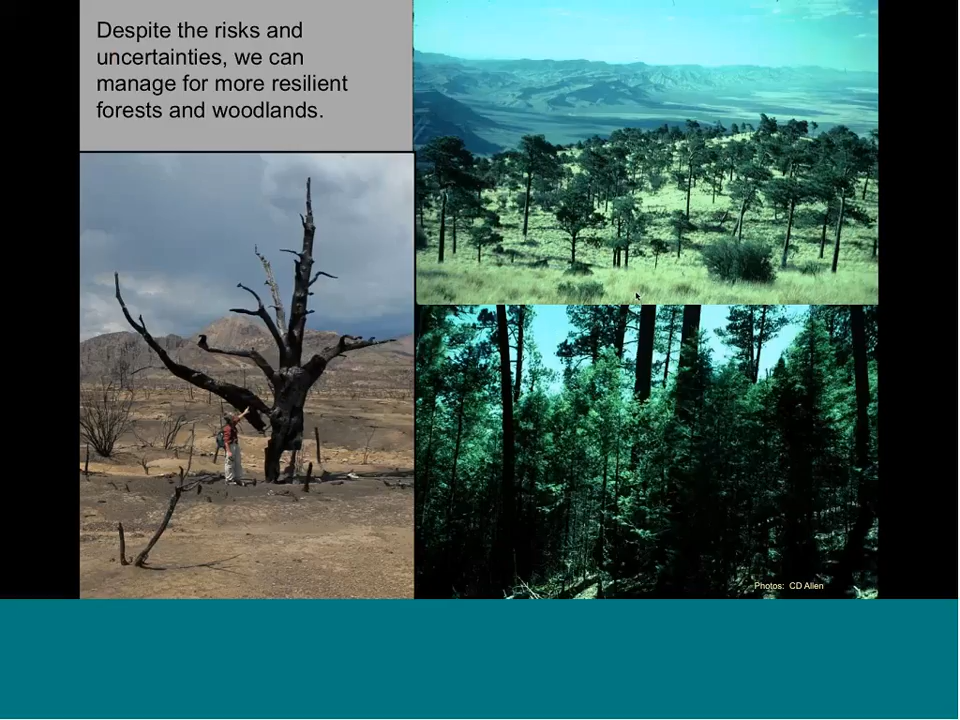 Despite the risks and
uncertainties, we can
manage for more resilient
forests and woodlands.
Photos: CD Allen